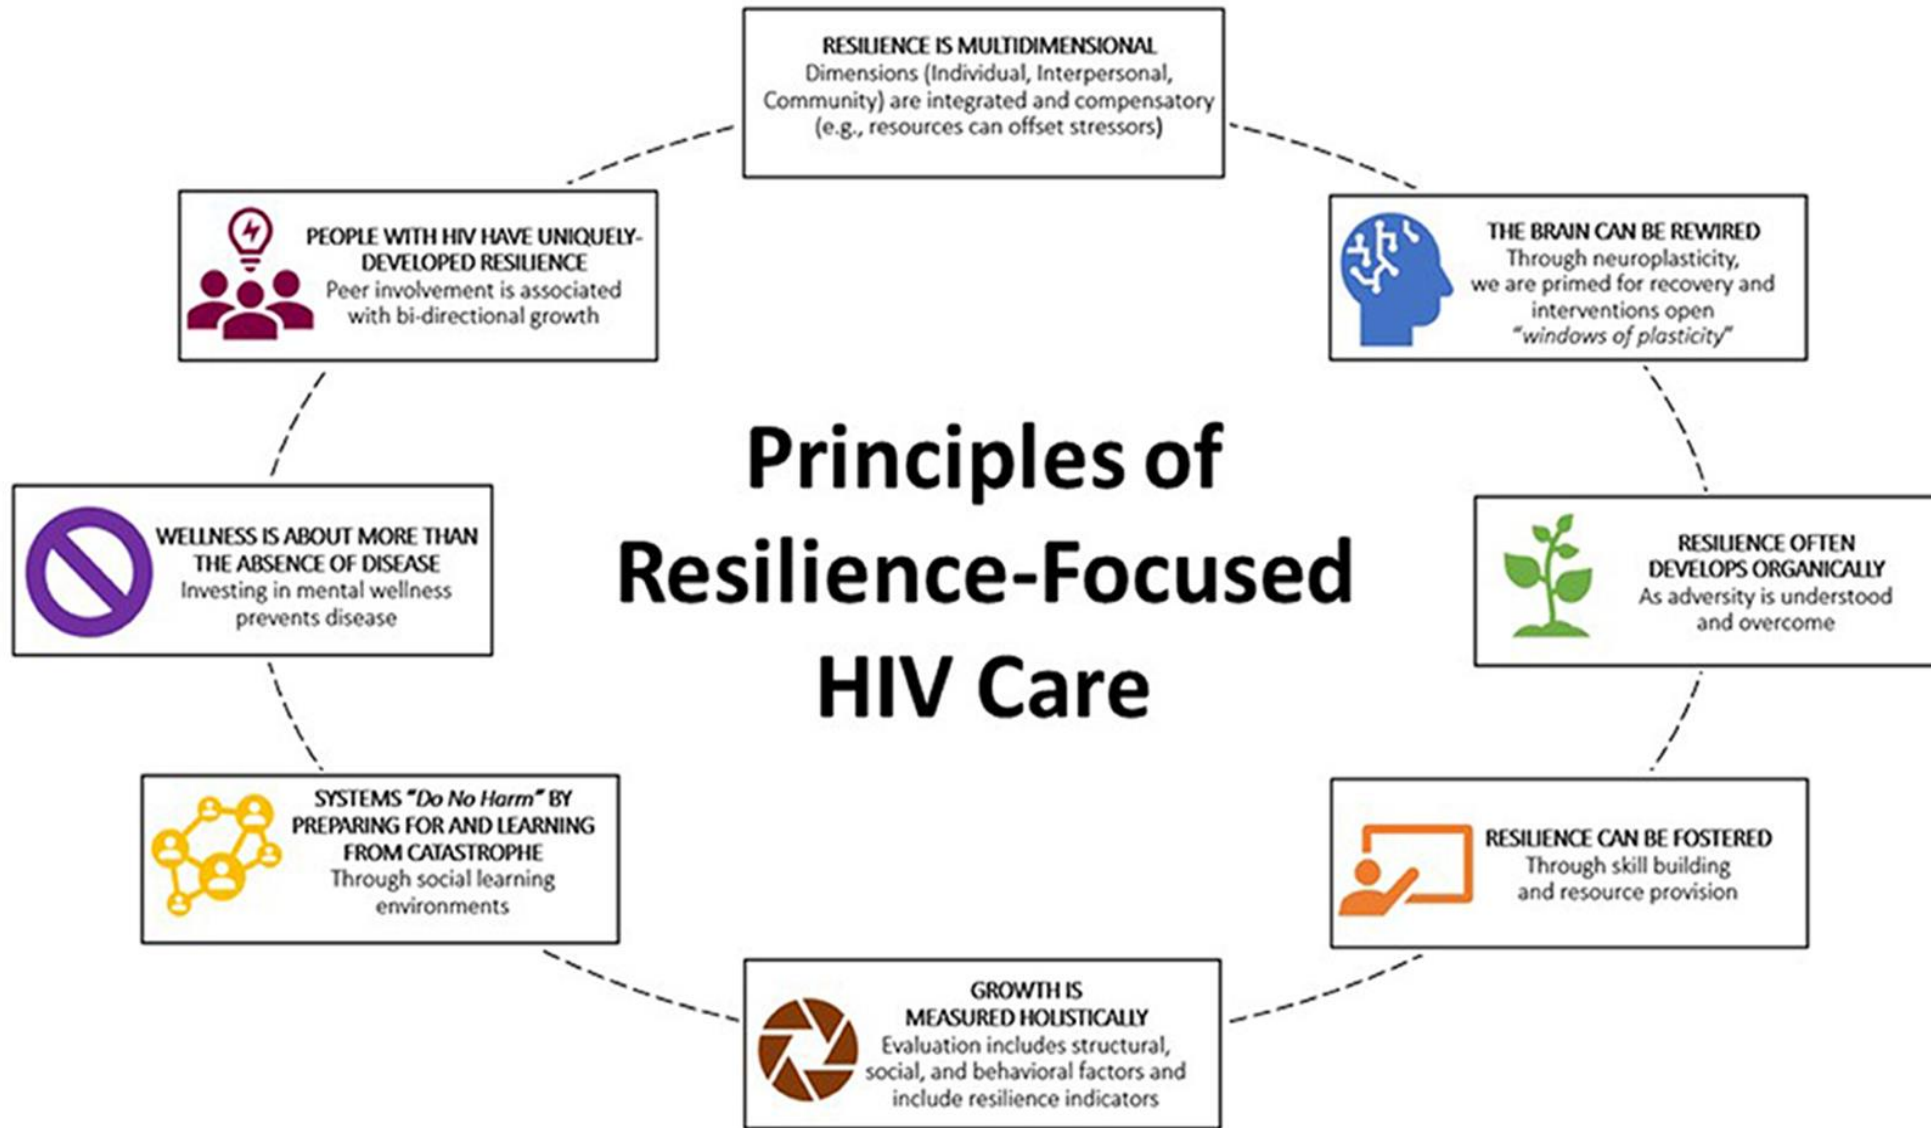 RESILIENCE IS MULTIDIMENSIONAL
Dimensions (Individual, Interpersonal,
Community) are integrated and compensatory
(e.g., resources can offset stressors)
THE BRAIN CAN BE REWIRED
Through neuroplasticity,
we are primed for recovery and
interventions open
"windows of plasticity"
RESILIENCE OFTEN
DEVELOPS ORGANICALLY
As adversity is understood
and overcome
RESILIENCE CAN BE FOSTERED
Through skill building
and resource provision
GROWTH IS
MEASURED HOLISTICALLY
Evaluation includes structural,
social, and behavioral factors and
include resilience indicators
SYSTEMS "Do No Harm" BY
PREPARING FOR AND LEARNING
FROM CATASTROPHE
Through social learning
environments
WELLNESS IS ABOUT MORE THAN
THE ABSENCE OF DISEASE
Investing in mental wellness
prevents disease
PEOPLE WITH HIV HAVE UNIQUELY-
DEVELOPED RESILIENCE
Peer involvement is associated
with bi-directional growth
Principles of
Resilience-Focused
HIV Care